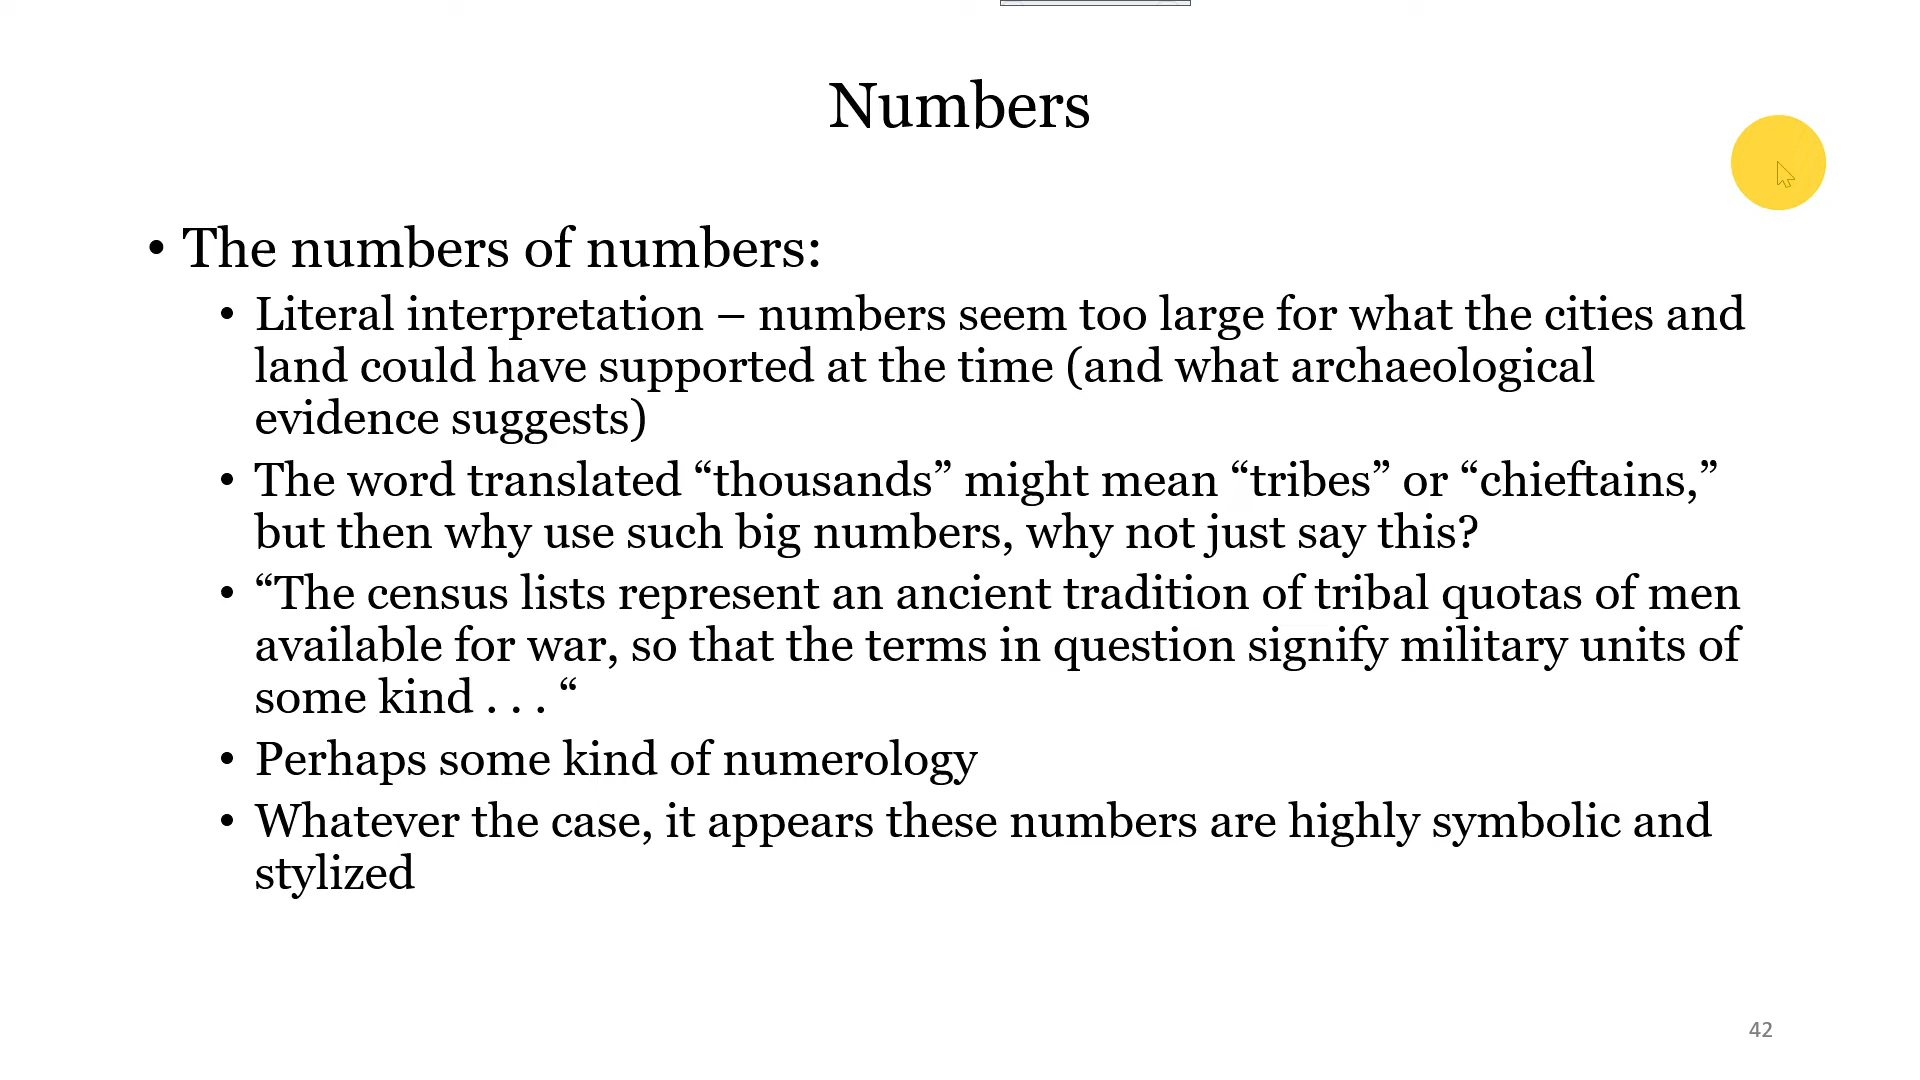 Numbers
• The numbers of numbers:
• Literal interpretation – numbers seem too large for what the cities and
land could have supported at the time (and what archaeological
evidence suggests)
• The word translated “thousands” might mean “tribes” or “chieftains,”
but then why use such big numbers, why not just say this?
• “The census lists represent an ancient tradition of tribal quotas of men
available for war, so that the terms in question signify military units of
some kind . . . “
• Perhaps some kind of numerology
• Whatever the case, it appears these numbers are highly symbolic and
stylized
42